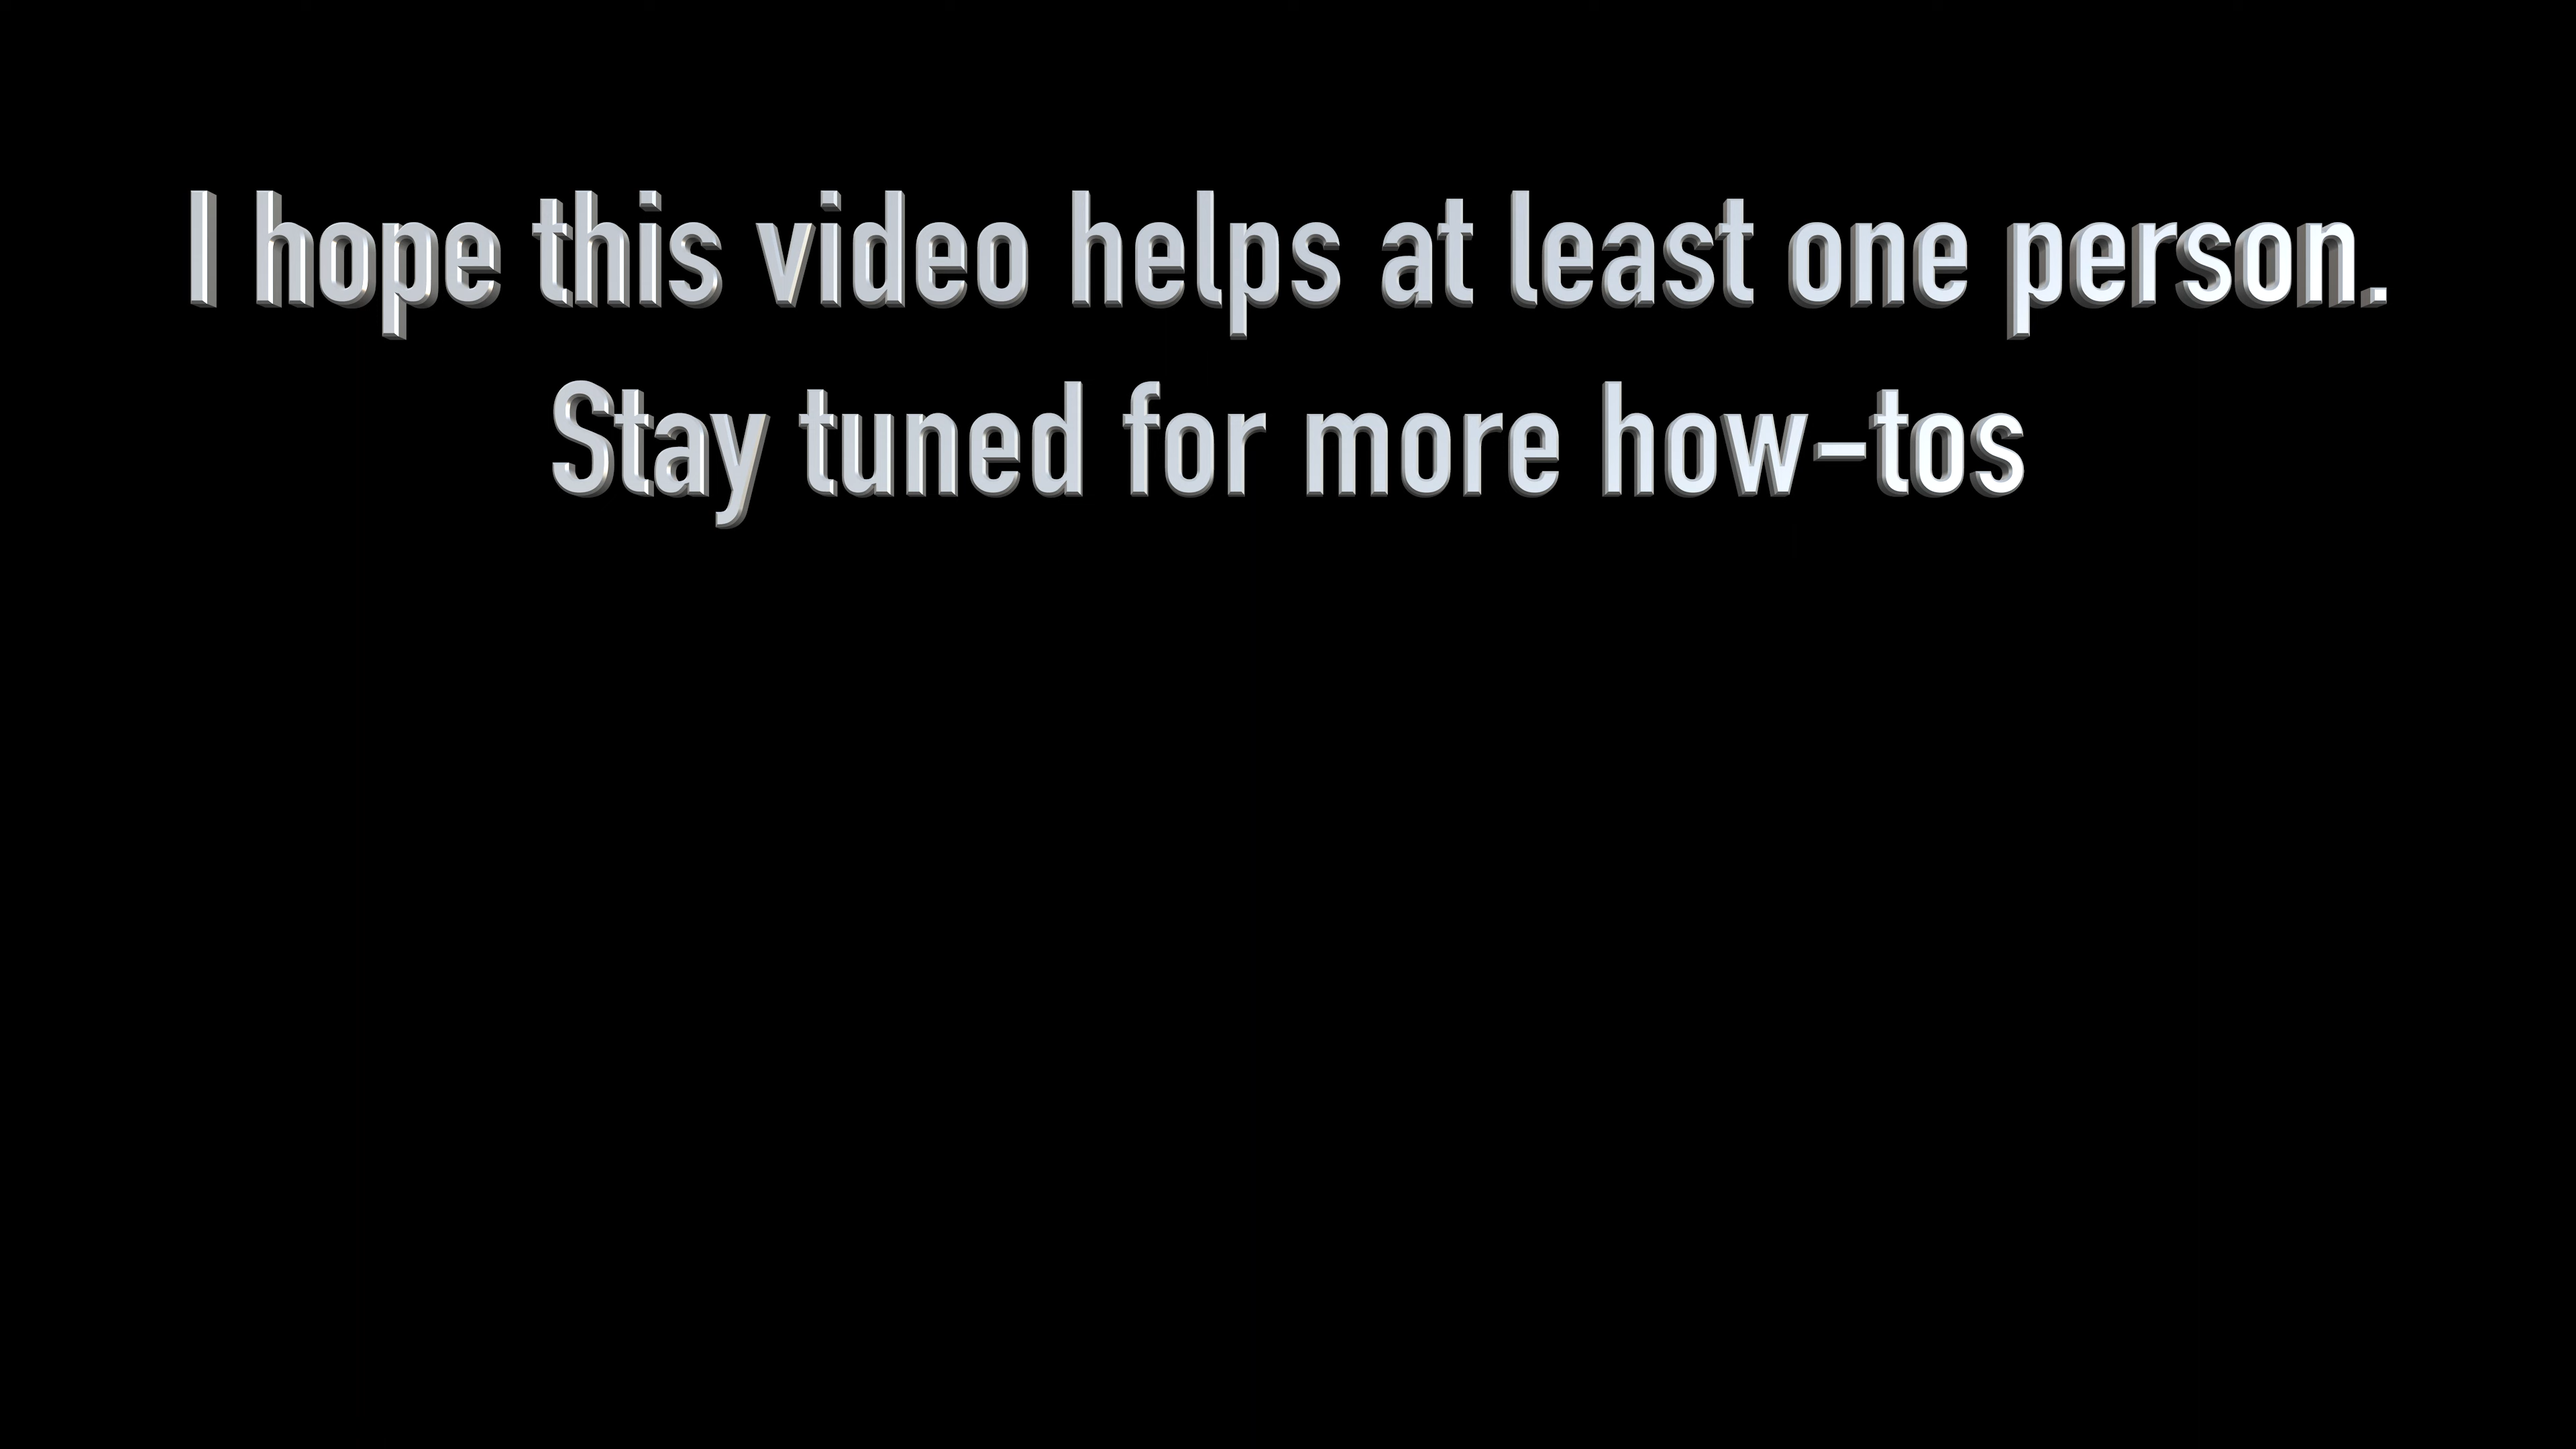 I hope this video helps at least one person.
Stay tuned for more how-tos